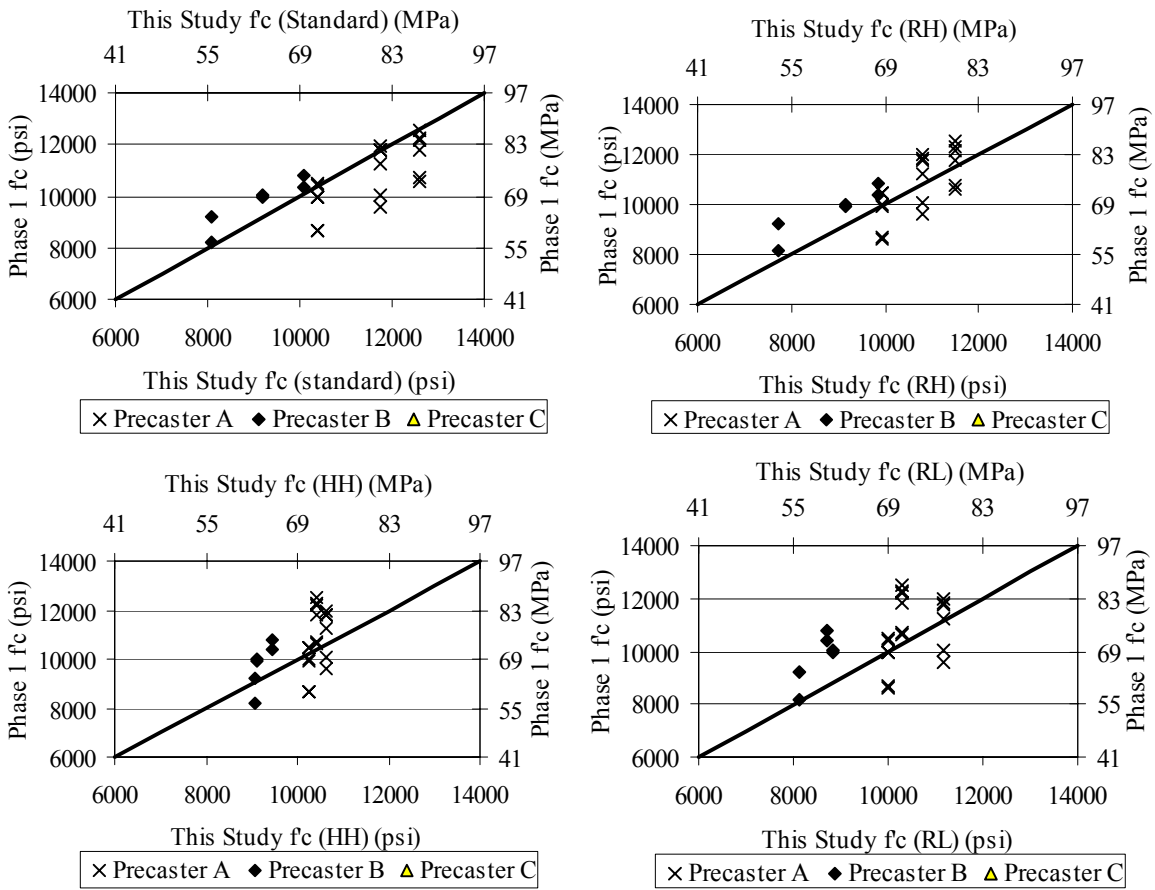 This Study f'c (Standard) (MPa)
41 55 69 83 97
14000 12000 10000 8000 6000
Phase 1 f'c (psi)
97 83 69 55 41
Phase 1 f'c (MPa)
6000 8000 10000 12000 14000
This Study f'c (standard) (psi)
Precaster A Precaster B Precaster C
This Study f'c (RH) (MPa)
41 55 69 83 97
14000 12000 10000 8000 6000
Phase 1 f'c (psi)
97 83 69 55 41
Phase 1 f'c (MPa)
6000 8000 10000 12000 14000
This Study f'c (RH) (psi)
Precaster A Precaster B Precaster C
This Study f'c (HH) (MPa)
41 55 69 83 97
14000 12000 10000 8000 6000
Phase 1 f'c (psi)
97 83 69 55 41
Phase 1 f'c (MPa)
6000 8000 10000 12000 14000
This Study f'c (HH) (psi)
Precaster A Precaster B Precaster C
This Study f'c (RL) (MPa)
41 55 69 83 97
14000 12000 10000 8000 6000
Phase 1 f'c (psi)
97 83 69 55 41
Phase 1 f'c (MPa)
6000 8000 10000 12000 14000
This Study f'c (RL) (psi)
Precaster A Precaster B Precaster C